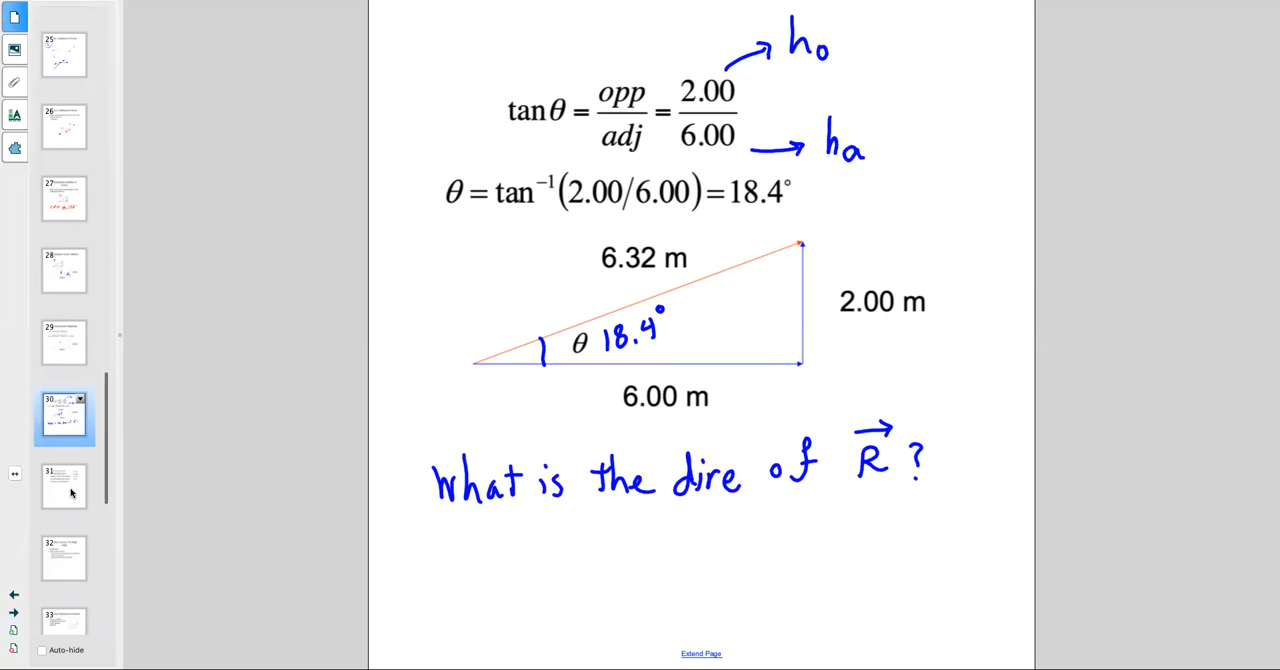 h₀
tanθ = opp/adj = 2.00/6.00
hₐ
θ = tan⁻¹(2.00/6.00) = 18.4°
6.32 m
2.00 m
θ 18.4°
6.00 m
What is the dire of R⃗ ?
25
26
27
28
29
30
31
32
33
Auto-hide
Extend Page